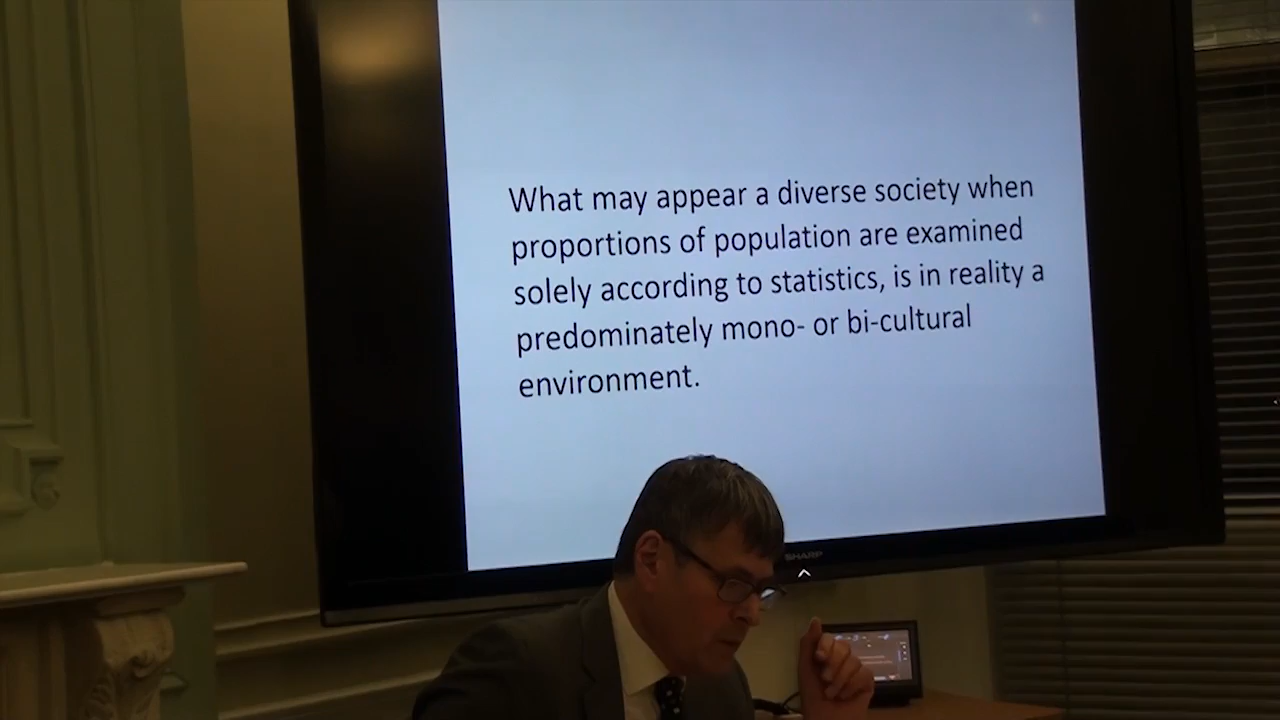 What may appear a diverse society when
proportions of population are examined
solely according to statistics, is in reality a
predominately mono- or bi-cultural
environment.
SHARP